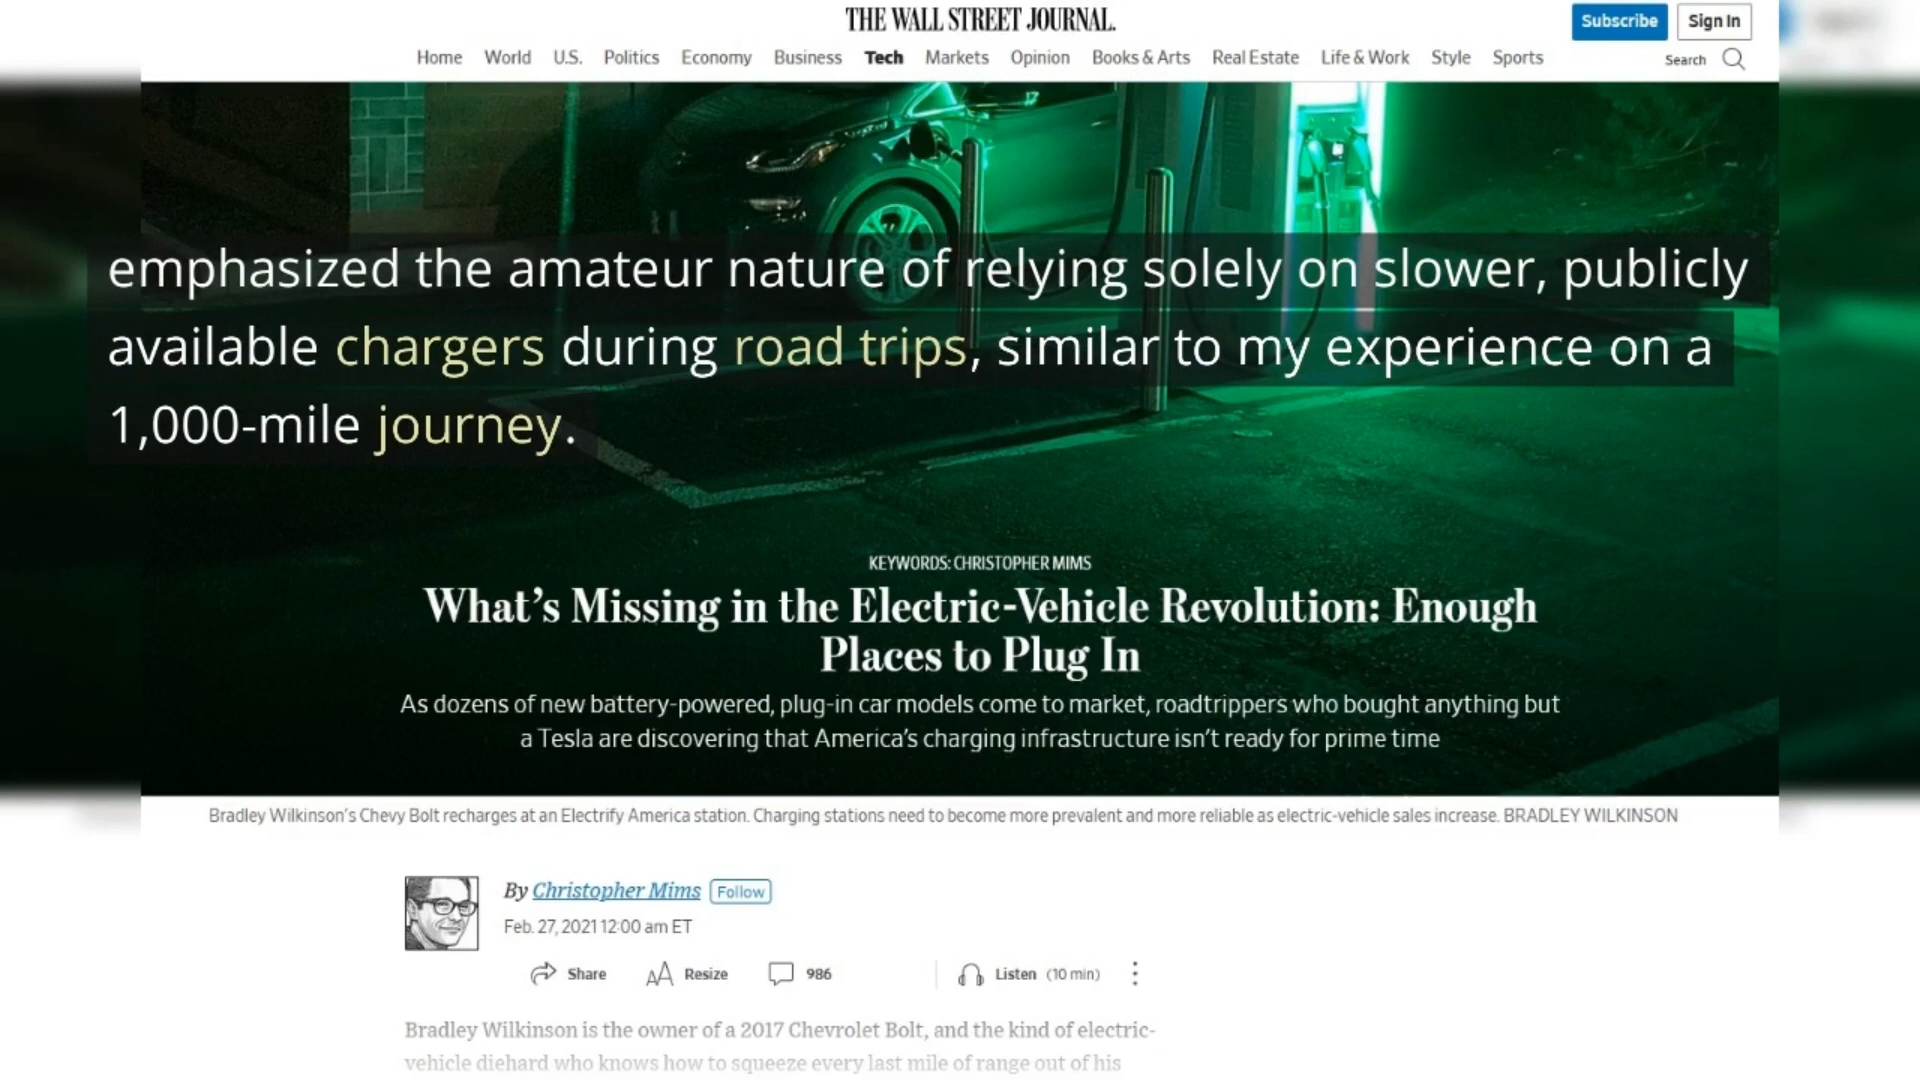 THE WALL STREET JOURNAL.
Subscribe
Sign In
Home World U.S. Politics Economy Business Tech Markets Opinion Books & Arts Real Estate Life & Work Style Sports
Search
emphasized the amateur nature of relying solely on slower, publicly
available chargers during road trips, similar to my experience on a
1,000-mile journey.
KEYWORDS: CHRISTOPHER MIMS
What's Missing in the Electric-Vehicle Revolution: Enough
Places to Plug In
As dozens of new battery-powered, plug-in car models come to market, roadtrippers who bought anything but
a Tesla are discovering that America's charging infrastructure isn't ready for prime time
Bradley Wilkinson's Chevy Bolt recharges at an Electrify America station. Charging stations need to become more prevalent and more reliable as electric-vehicle sales increase. BRADLEY WILKINSON
By Christopher Mims Follow
Feb. 27, 2021 12:00 am ET
Share Resize 986 Listen (10 min)
Bradley Wilkinson is the owner of a 2017 Chevrolet Bolt, and the kind of electric-
vehicle diehard who knows how to squeeze every last mile of range out of his